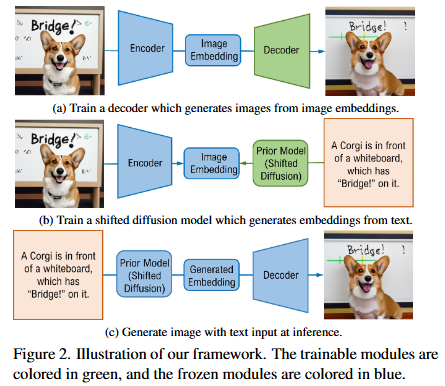 Bridge!
Encoder
Image
Embedding
Decoder
Bridge! !
(a) Train a decoder which generates images from image embeddings.
Bridge!
Encoder
Image
Embedding
Prior Model
(Shifted
Diffusion)
A Corgi is in front
of a whiteboard,
which has
"Bridge!" on it.
(b) Train a shifted diffusion model which generates embeddings from text.
A Corgi is in front
of a whiteboard,
which has
"Bridge!" on it.
Prior Model
(Shifted
Diffusion)
Generated
Embedding
Decoder
Bridge! !
(c) Generate image with text input at inference.
Figure 2. Illustration of our framework. The trainable modules are
colored in green, and the frozen modules are colored in blue.